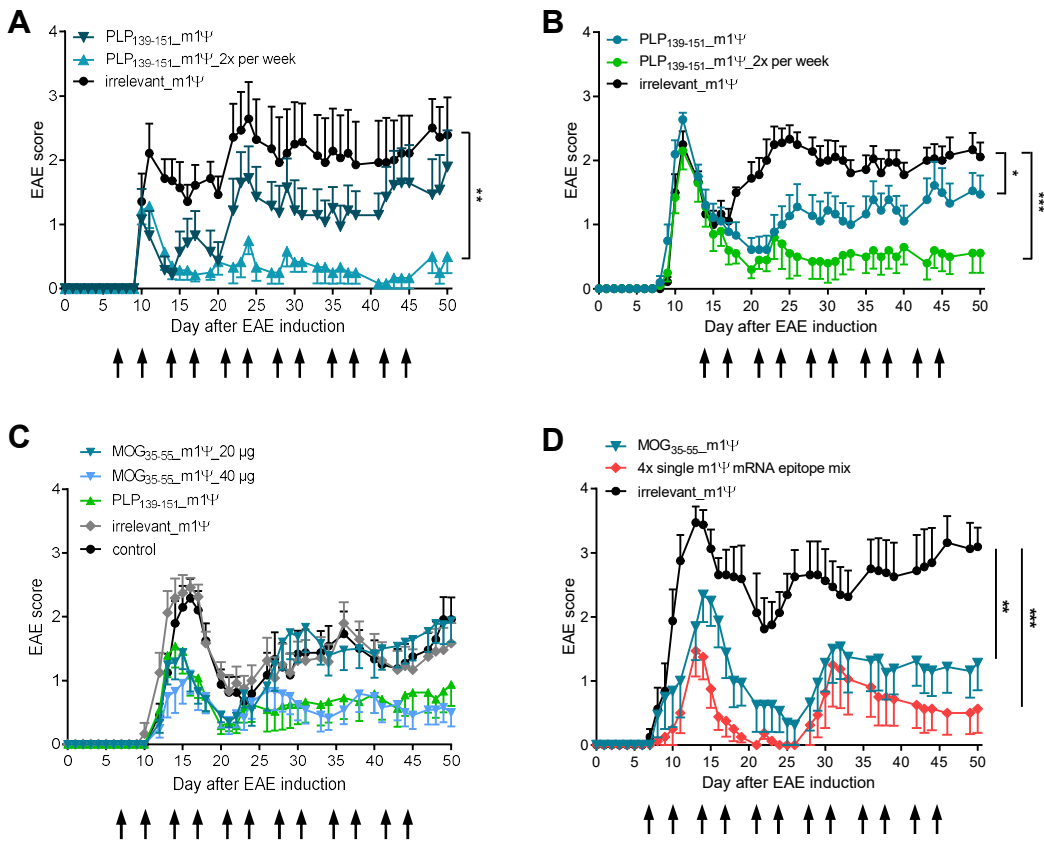 A
PLP139-151_m1Ψ
PLP139-151_m1Ψ_2x per week
irrelevant_m1Ψ
EAE score
4
3
2
1
0
0 5 10 15 20 25 30 35 40 45 50
Day after EAE induction
**
B
PLP139-151_m1Ψ
PLP139-151_m1Ψ_2x per week
irrelevant_m1Ψ
EAE score
4
3
2
1
0
0 5 10 15 20 25 30 35 40 45 50
Day after EAE induction
*
***
C
MOG35-55_m1Ψ_20 µg
MOG35-55_m1Ψ_40 µg
PLP139-151_m1Ψ
irrelevant_m1Ψ
control
EAE score
4
3
2
1
0
0 5 10 15 20 25 30 35 40 45 50
Day after EAE induction
D
MOG35-55_m1Ψ
4x single m1Ψ mRNA epitope mix
irrelevant_m1Ψ
EAE score
4
3
2
1
0
0 5 10 15 20 25 30 35 40 45 50
Day after EAE induction
**
***